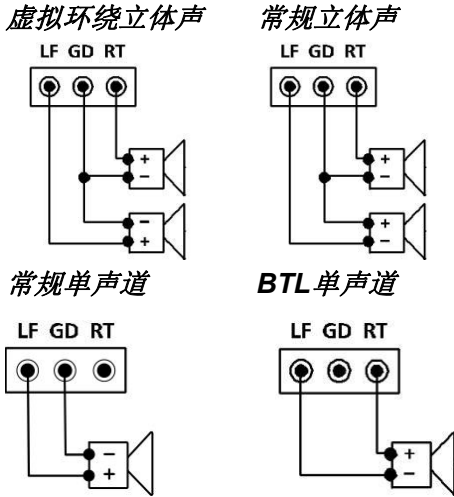 虚拟环绕立体声 常规立体声
LF GD RT LF GD RT
+ +
− −
− +
+ −
常规单声道 BTL单声道
LF GD RT LF GD RT
− +
+ −